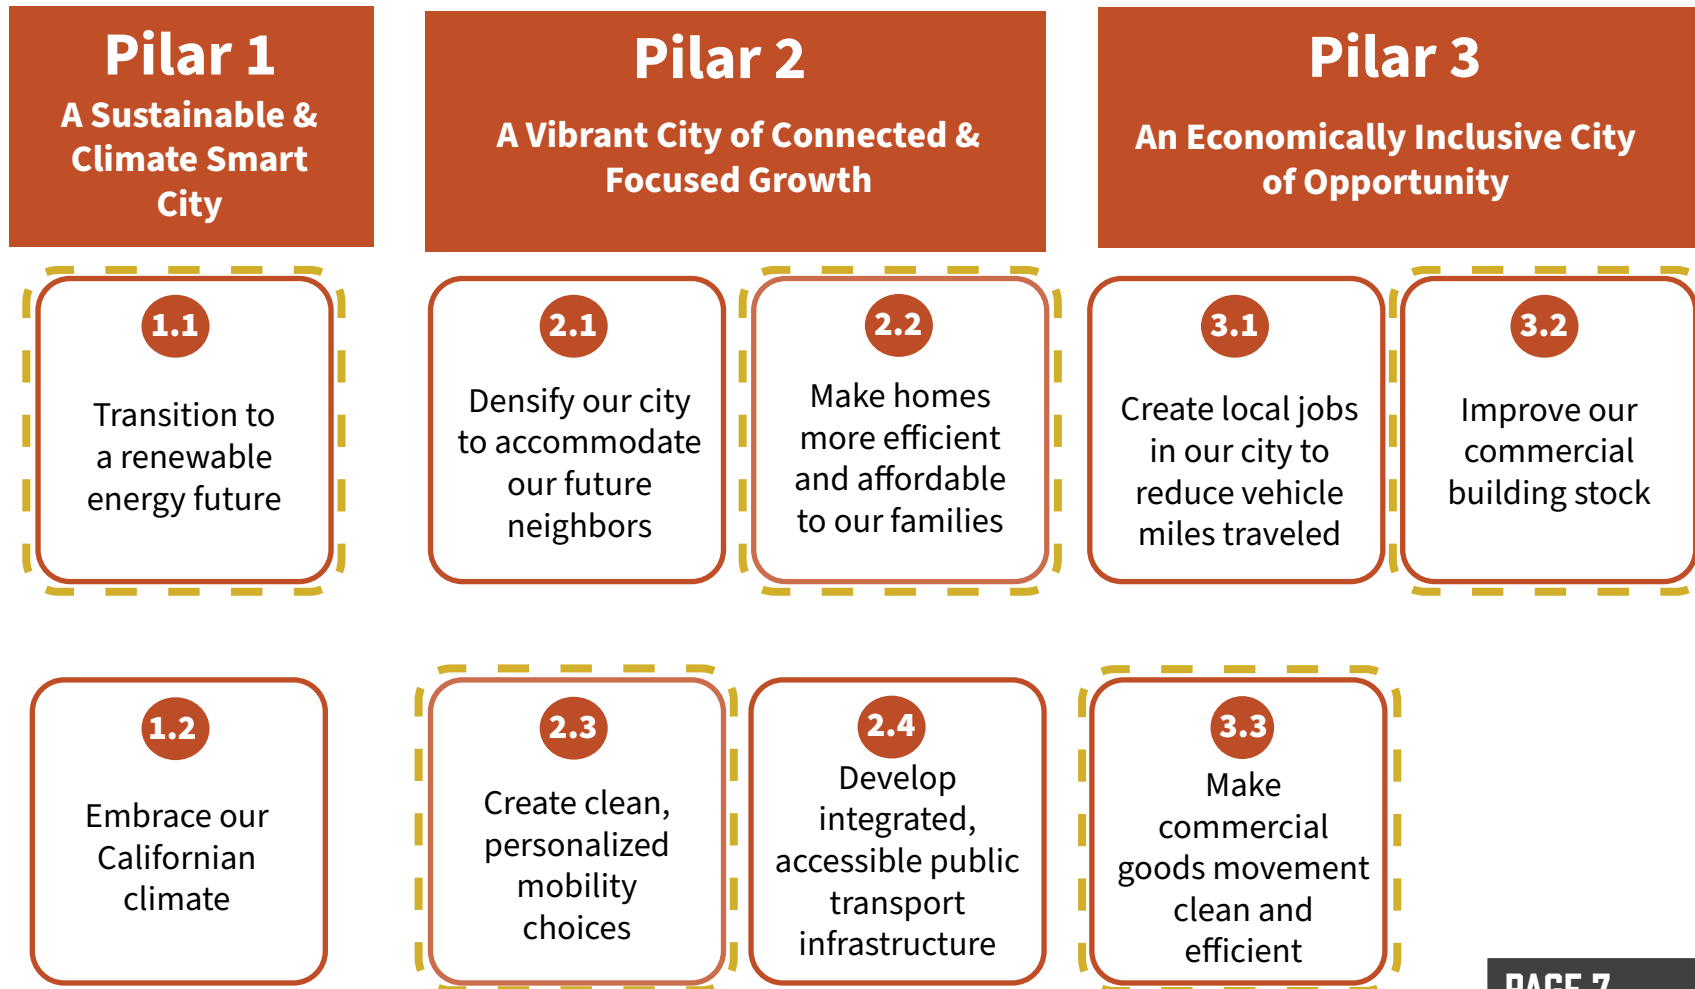 Pilar 1
A Sustainable &
Climate Smart
City
Pilar 2
A Vibrant City of Connected &
Focused Growth
Pilar 3
An Economically Inclusive City
of Opportunity
1.1
Transition to
a renewable
energy future
2.1
Densify our city
to accommodate
our future
neighbors
2.2
Make homes
more efficient
and affordable
to our families
3.1
Create local jobs
in our city to
reduce vehicle
miles traveled
3.2
Improve our
commercial
building stock
1.2
Embrace our
Californian
climate
2.3
Create clean,
personalized
mobility
choices
2.4
Develop
integrated,
accessible public
transport
infrastructure
3.3
Make
commercial
goods movement
clean and
efficient
PAGE 7